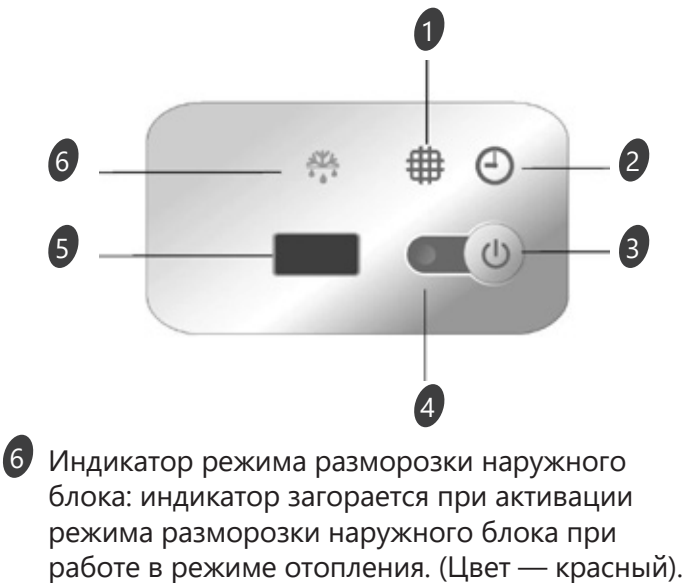 1
6
2
5
3
4
6 Индикатор режима разморозки наружного
блока: индикатор загорается при активации
режима разморозки наружного блока при
работе в режиме отопления. (Цвет — красный).